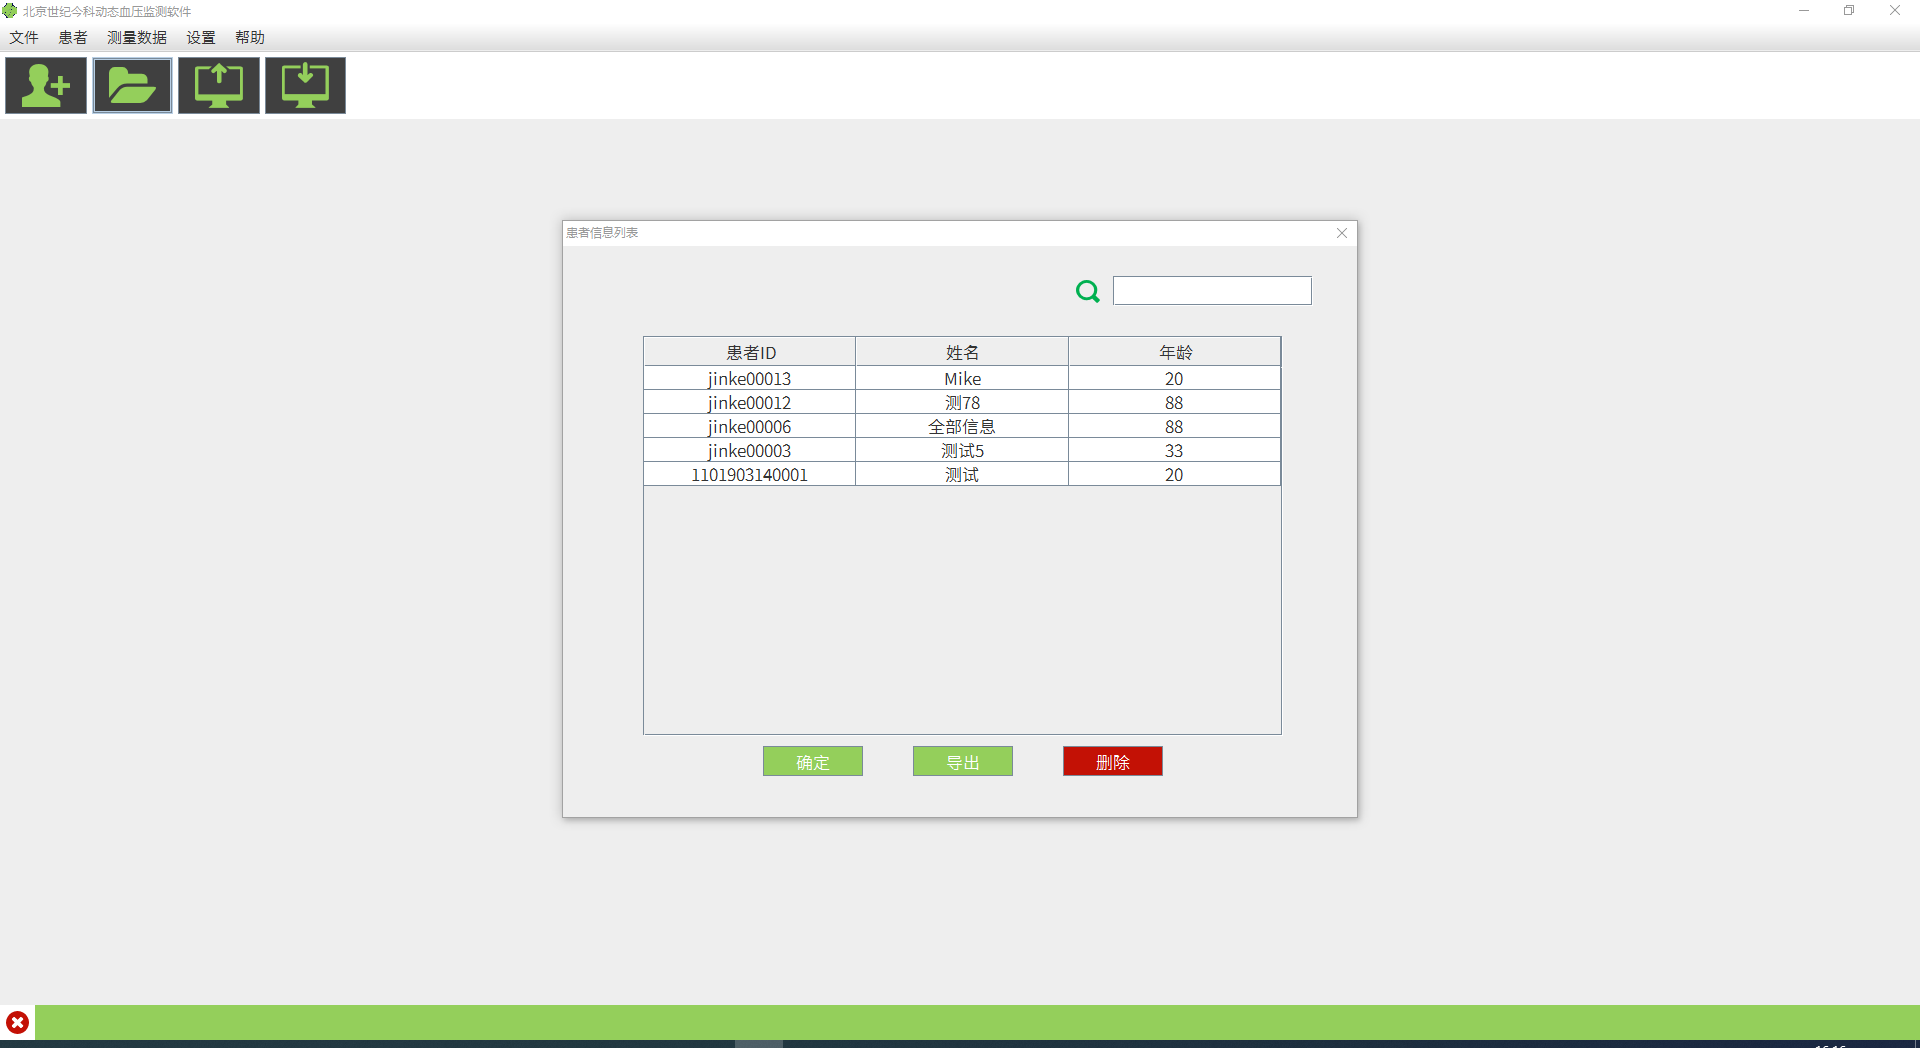 北京世纪今科动态血压监测软件
文件 患者 测量数据 设置 帮助
患者信息列表
患者ID 姓名 年龄
jinke00013 Mike 20
jinke00012 测78 88
jinke00006 全部信息 88
jinke00003 测试5 33
1101903140001 测试 20
确定 导出 删除